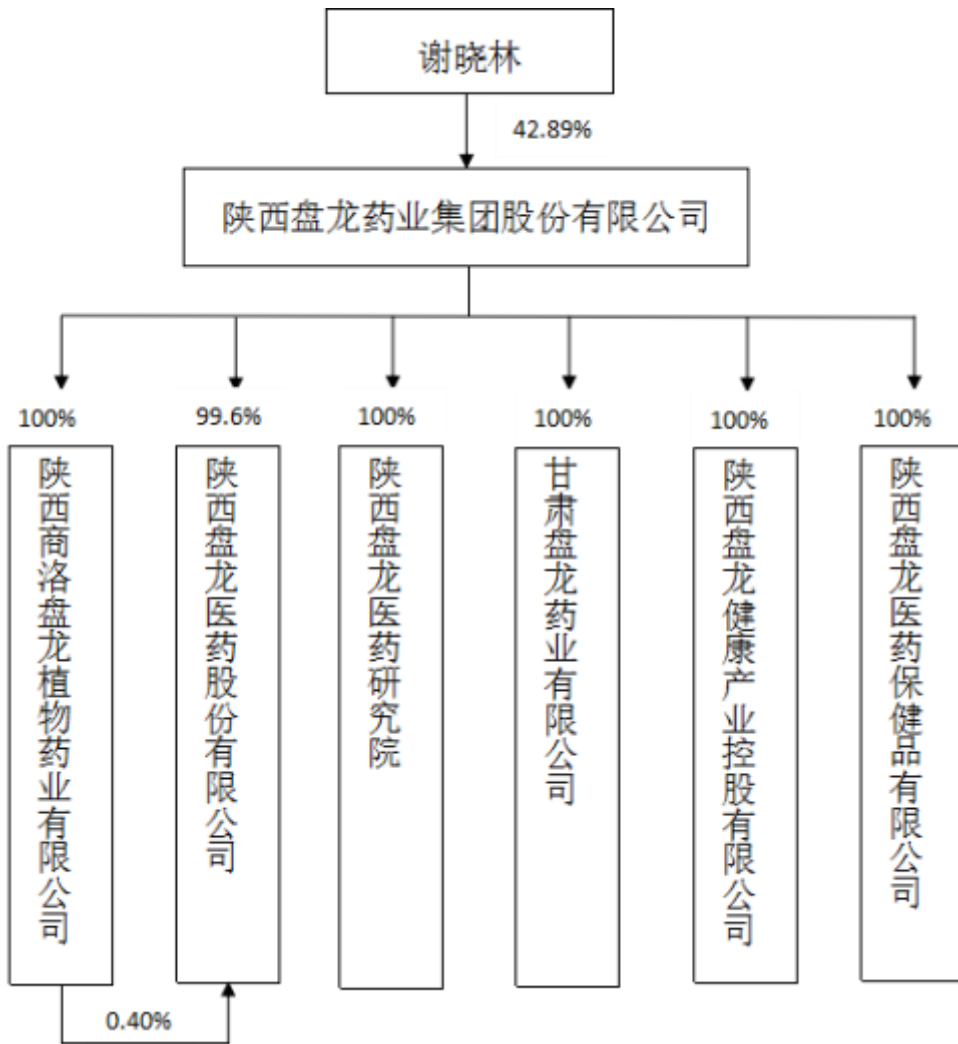 谢晓林
42.89%
陕西盘龙药业集团股份有限公司
100%
99.6%
100%
100%
100%
100%
陕西商洛盘龙植物药业有限公司
陕西盘龙医药股份有限公司
陕西盘龙医药研究院
甘肃盘龙药业有限公司
陕西盘龙健康产业控股有限公司
陕西盘龙医药保健品有限公司
0.40%